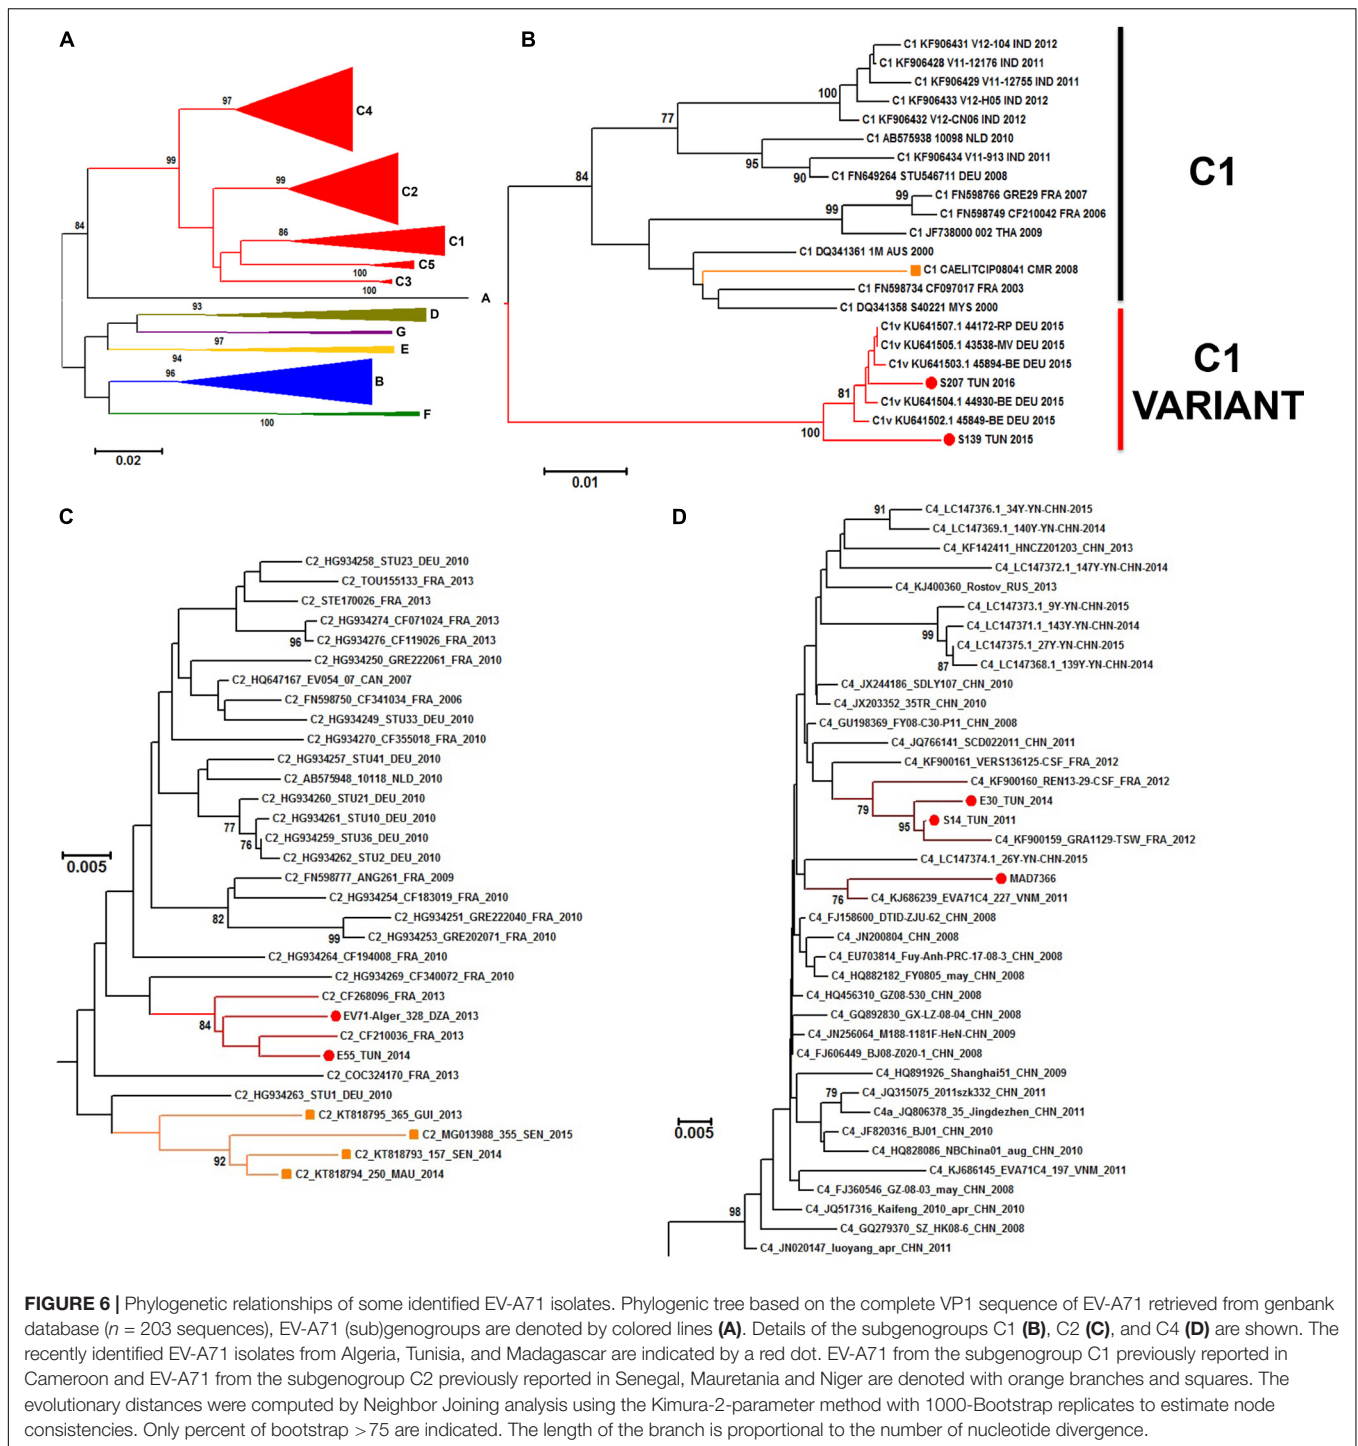 A
97
C4
99
99
C2
84
86
C1
C5
100
C3
100
A
93
D
G
97
E
94
96
B
F
100
0.02
B
C1 KF906431 V12-104 IND 2012
C1 KF906428 V11-12176 IND 2011
C1 KF906429 V11-12755 IND 2011
100
C1 KF906433 V12-H05 IND 2012
C1 KF906432 V12-CN06 IND 2012
77
C1 AB575938 10098 NLD 2010
95
C1 KF906434 V11-913 IND 2011
90
C1 FN649264 STU546711 DEU 2008
84
99
C1 FN598766 GRE29 FRA 2007
99
C1 FN598749 CF210042 FRA 2006
C1 JF738000 002 THA 2009
C1 DQ341361 1M AUS 2000
C1 CAELITCIP08041 CMR 2008
C1 FN598734 CF097017 FRA 2003
C1 DQ341358 S40221 MYS 2000
C1v KU641507.1 44172-RP DEU 2015
C1v KU641505.1 43538-MV DEU 2015
C1v KU641503.1 45894-BE DEU 2015
S207 TUN 2016
81
C1v KU641504.1 44930-BE DEU 2015
C1v KU641502.1 45849-BE DEU 2015
100
S139 TUN 2015
C1
C1
VARIANT
0.01
C
C2_HG934258_STU23_DEU_2010
C2_TOU155133_FRA_2013
C2_STE170026_FRA_2013
C2_HG934274_CF071024_FRA_2013
96
C2_HG934276_CF119026_FRA_2013
C2_HG934250_GRE222061_FRA_2010
C2_HQ647167_EV054_07_CAN_2007
C2_FN598750_CF341034_FRA_2006
C2_HG934249_STU33_DEU_2010
C2_HG934270_CF355018_FRA_2010
C2_HG934257_STU41_DEU_2010
C2_AB575948_10118_NLD_2010
C2_HG934260_STU21_DEU_2010
C2_HG934261_STU10_DEU_2010
77
C2_HG934259_STU36_DEU_2010
76
C2_HG934262_STU2_DEU_2010
0.005
C2_FN598777_ANG261_FRA_2009
C2_HG934254_CF183019_FRA_2010
82
C2_HG934251_GRE222040_FRA_2010
99
C2_HG934253_GRE202071_FRA_2010
C2_HG934264_CF194008_FRA_2010
C2_HG934269_CF340072_FRA_2010
C2_CF268096_FRA_2013
84
EV71-Alger_328_DZA_2013
C2_CF210036_FRA_2013
E55_TUN_2014
C2_COC324170_FRA_2013
C2_HG934263_STU1_DEU_2010
C2_KT818795_365_GUI_2013
C2_MG013988_355_SEN_2015
C2_KT818793_157_SEN_2014
92
C2_KT818794_250_MAU_2014
D
91
C4_LC147376.1_34Y-YN-CHN-2015
C4_LC147369.1_140Y-YN-CHN-2014
C4_KF142411_HNCZ201203_CHN_2013
C4_LC147372.1_147Y-YN-CHN-2014
C4_KJ400360_Rostov_RUS_2013
C4_LC147373.1_9Y-YN-CHN-2015
C4_LC147371.1_143Y-YN-CHN-2014
99
C4_LC147375.1_27Y-YN-CHN-2015
87
C4_LC147368.1_139Y-YN-CHN-2014
C4_JX244186_SDLY107_CHN_2010
C4_JX203352_35TR_CHN_2010
C4_GU198369_FY08-C30-P11_CHN_2008
C4_JQ766141_SCD022011_CHN_2011
C4_KF900161_VERS136125-CSF_FRA_2012
C4_KF900160_REN13-29-CSF_FRA_2012
79
E30_TUN_2014
95
S14_TUN_2011
C4_KF900159_GRA1129-TSW_FRA_2012
C4_LC147374.1_26Y-YN-CHN-2015
MAD7366
76
C4_KJ686239_EVA71C4_227_VNM_2011
C4_FJ158600_DTID-ZJU-62_CHN_2008
C4_JN200804_CHN_2008
C4_EU703814_Fuy-Anh-PRC-17-08-3_CHN_2008
C4_HQ882182_FY0805_may_CHN_2008
C4_HQ456310_GZ08-530_CHN_2008
C4_GQ892830_GX-LZ-08-04_CHN_2008
C4_JN256064_M188-1181F-HeN-CHN_2009
C4_FJ606449_BJ08-Z020-1_CHN_2008
C4_HQ891926_Shanghai51_CHN_2009
79
C4_JQ315075_2011szk332_CHN_2011
C4a_JQ806378_35_Jingdezhen_CHN_2011
0.005
C4_JF820316_BJ01_CHN_2010
C4_HQ828086_NBChina01_aug_CHN_2010
C4_KJ686145_EVA71C4_197_VNM_2011
C4_FJ360546_GZ-08-03_may_CHN_2008
98
C4_JQ517316_Kaifeng_2010_apr_CHN_2010
C4_GQ279370_SZ_HK08-6_CHN_2008
C4_JN020147_luoyang_apr_CHN_2011
FIGURE 6 | Phylogenetic relationships of some identified EV-A71 isolates. Phylogenic tree based on the complete VP1 sequence of EV-A71 retrieved from genbank
database (n = 203 sequences), EV-A71 (sub)genogroups are denoted by colored lines (A). Details of the subgenogroups C1 (B), C2 (C), and C4 (D) are shown. The
recently identified EV-A71 isolates from Algeria, Tunisia, and Madagascar are indicated by a red dot. EV-A71 from the subgenogroup C1 previously reported in
Cameroon and EV-A71 from the subgenogroup C2 previously reported in Senegal, Mauretania and Niger are denoted with orange branches and squares. The
evolutionary distances were computed by Neighbor Joining analysis using the Kimura-2-parameter method with 1000-Bootstrap replicates to estimate node
consistencies. Only percent of bootstrap >75 are indicated. The length of the branch is proportional to the number of nucleotide divergence.